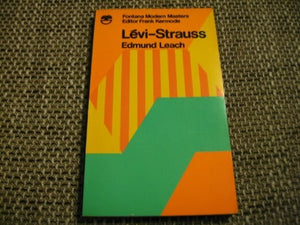 Fontana Modern Masters
Editor Frank Kermode
Lévi-Strauss
Edmund Leach